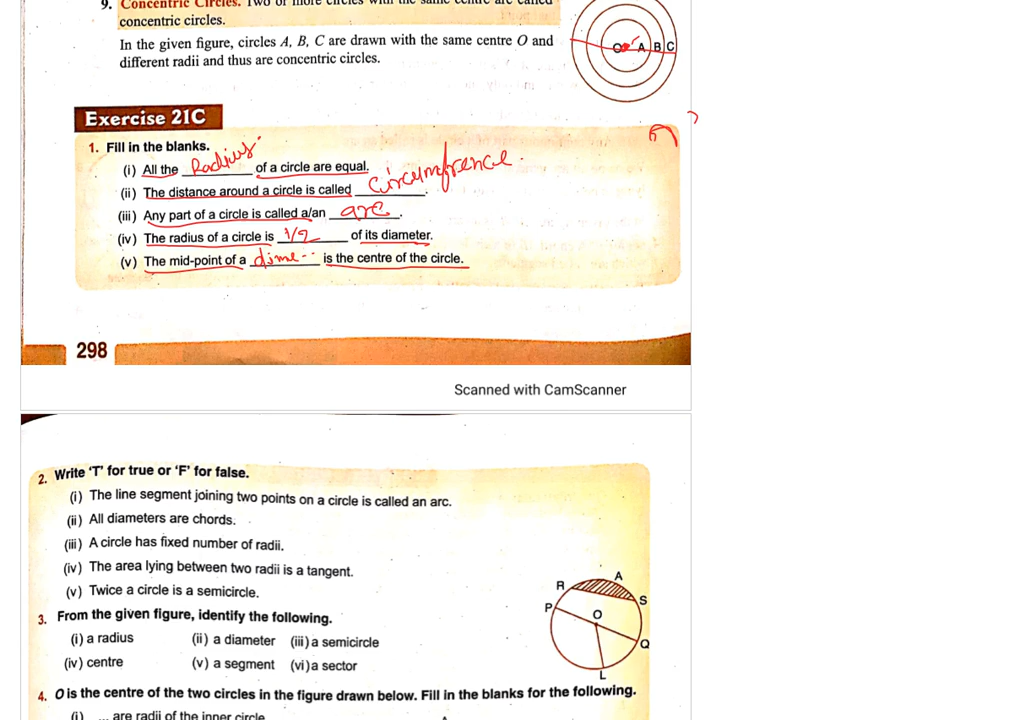 9. Concentric Circles. Two or more circles with the same centre are called
concentric circles.
In the given figure, circles A, B, C are drawn with the same centre O and
different radii and thus are concentric circles.
O A B C
Exercise 21C
1. Fill in the blanks.
(i) All the Radius of a circle are equal.
(ii) The distance around a circle is called Circumfrence.
(iii) Any part of a circle is called a/an arc.
(iv) The radius of a circle is 1/2 of its diameter.
(v) The mid-point of a dime-- is the centre of the circle.
298
Scanned with CamScanner
2. Write 'T' for true or 'F' for false.
(i) The line segment joining two points on a circle is called an arc.
(ii) All diameters are chords.
(iii) A circle has fixed number of radii.
(iv) The area lying between two radii is a tangent.
(v) Twice a circle is a semicircle.
3. From the given figure, identify the following.
(i) a radius (ii) a diameter (iii) a semicircle
(iv) centre (v) a segment (vi) a sector
R A S
P O Q
L
4. O is the centre of the two circles in the figure drawn below. Fill in the blanks for the following.
(i) ... are radii of the inner circle
A